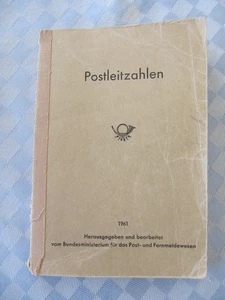 Postleitzahlen
1961
Herausgegeben und bearbeitet
vom Bundesministerium für das Post- und Fernmeldewesen